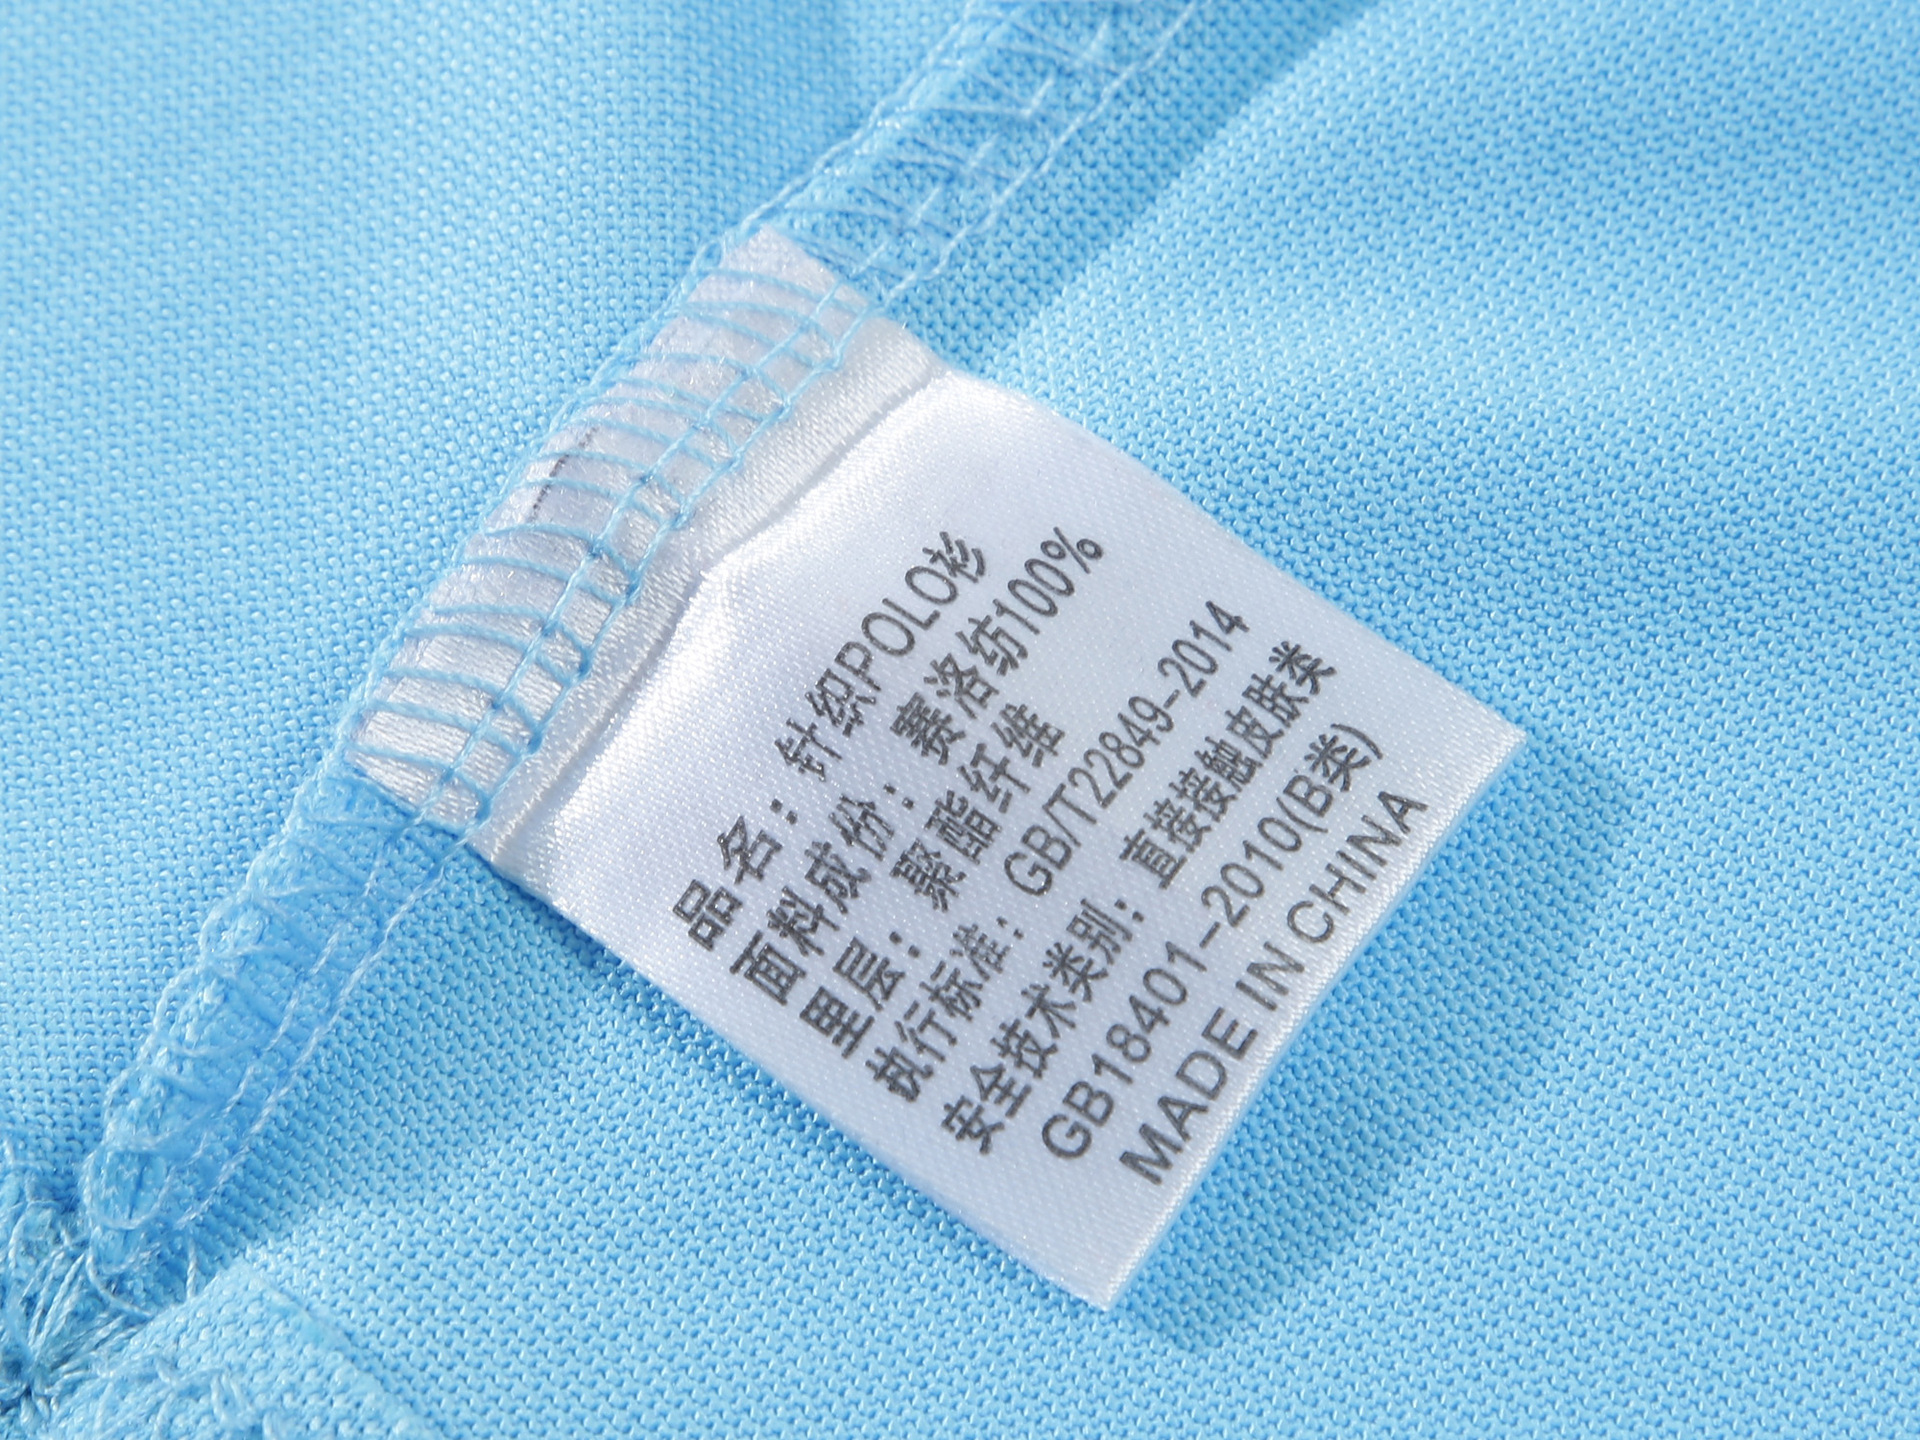 品名：针织POLO衫
面料成份：赛洛纺100%
里层：聚酯纤维
执行标准：GB/T22849-2014
安全技术类别：直接接触皮肤类
GB18401-2010(B类)
MADE IN CHINA